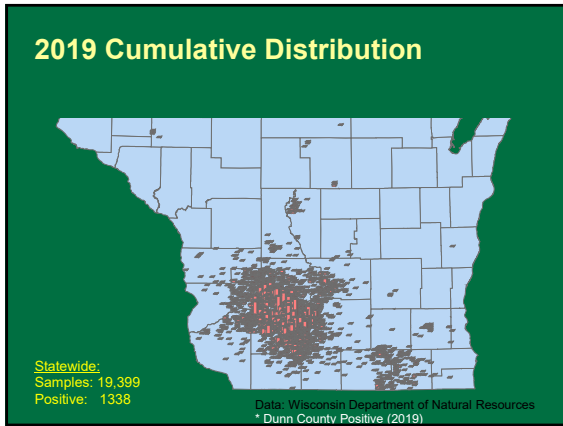 2019 Cumulative Distribution
Statewide:
Samples: 19,399
Positive: 1338
Data: Wisconsin Department of Natural Resources
* Dunn County Positive (2019)